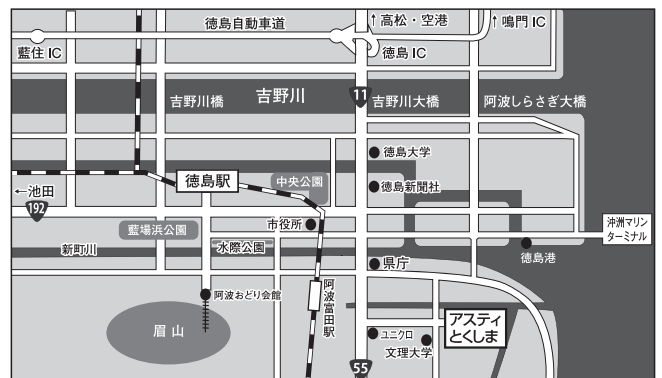 徳島自動車道
↑高松・空港
↑鳴門IC
藍住IC
徳島IC
吉野川橋
吉野川
11
吉野川大橋
阿波しらさぎ大橋
徳島大学
徳島駅
中央公園
徳島新聞社
←池田
192
藍場浜公園
市役所
沖洲マリン
ターミナル
新町川
水際公園
徳島港
県庁
阿波おどり会館
阿波富田駅
眉山
アスティ
とくしま
ユニクロ
文理大学
55